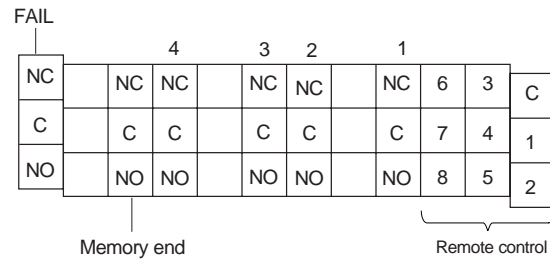 FAIL
4 3 2 1
NC NC NC NC NC NC 6 3 C
C C C C C C 7 4 1
NO NO NO NO NO NO 8 5 2
Memory end Remote control